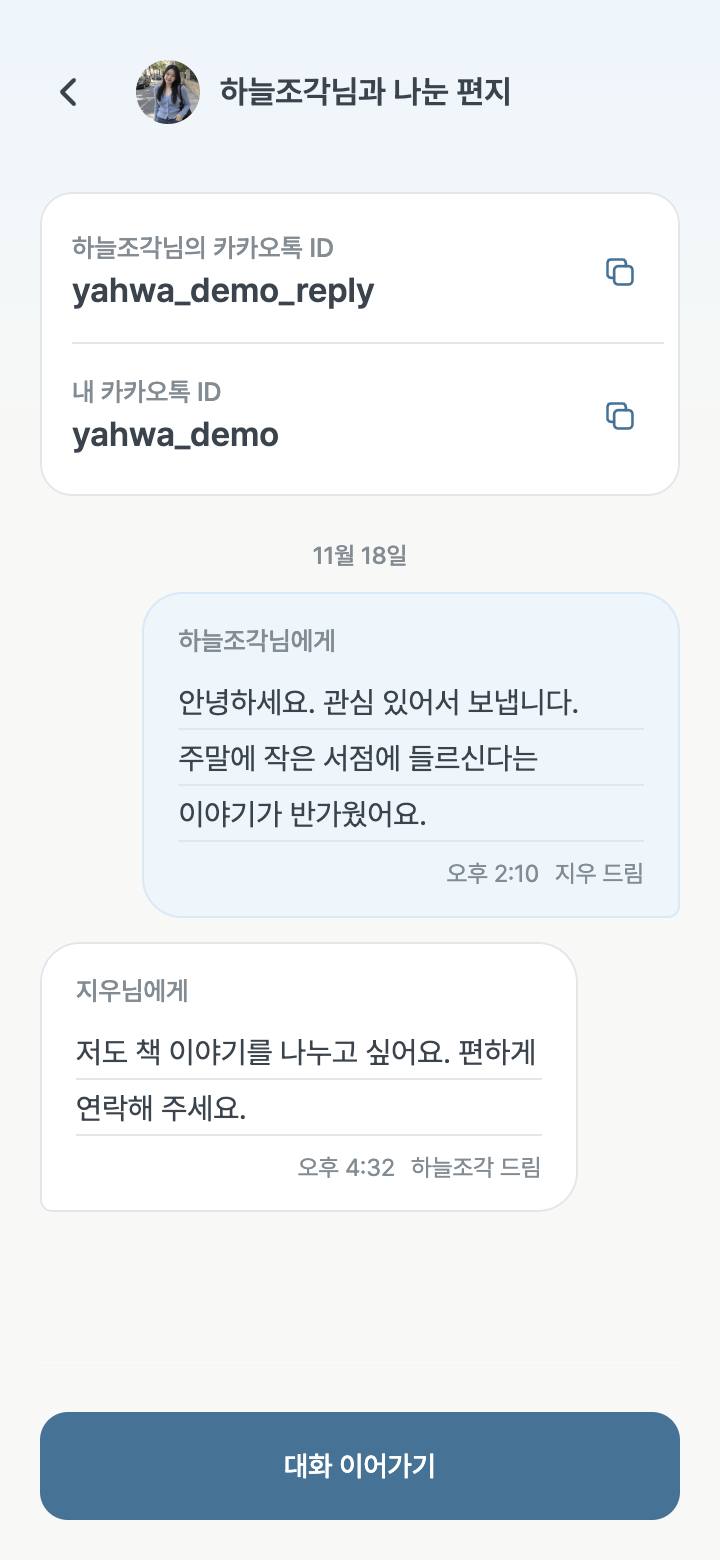 하늘조각님과 나눈 편지
하늘조각님의 카카오톡 ID
yahwa_demo_reply
내 카카오톡 ID
yahwa_demo
11월 18일
하늘조각님에게
안녕하세요. 관심 있어서 보냅니다.
주말에 작은 서점에 들르신다는
이야기가 반가웠어요.
오후 2:10 지우 드림
지우님에게
저도 책 이야기를 나누고 싶어요. 편하게
연락해 주세요.
오후 4:32 하늘조각 드림
대화 이어가기